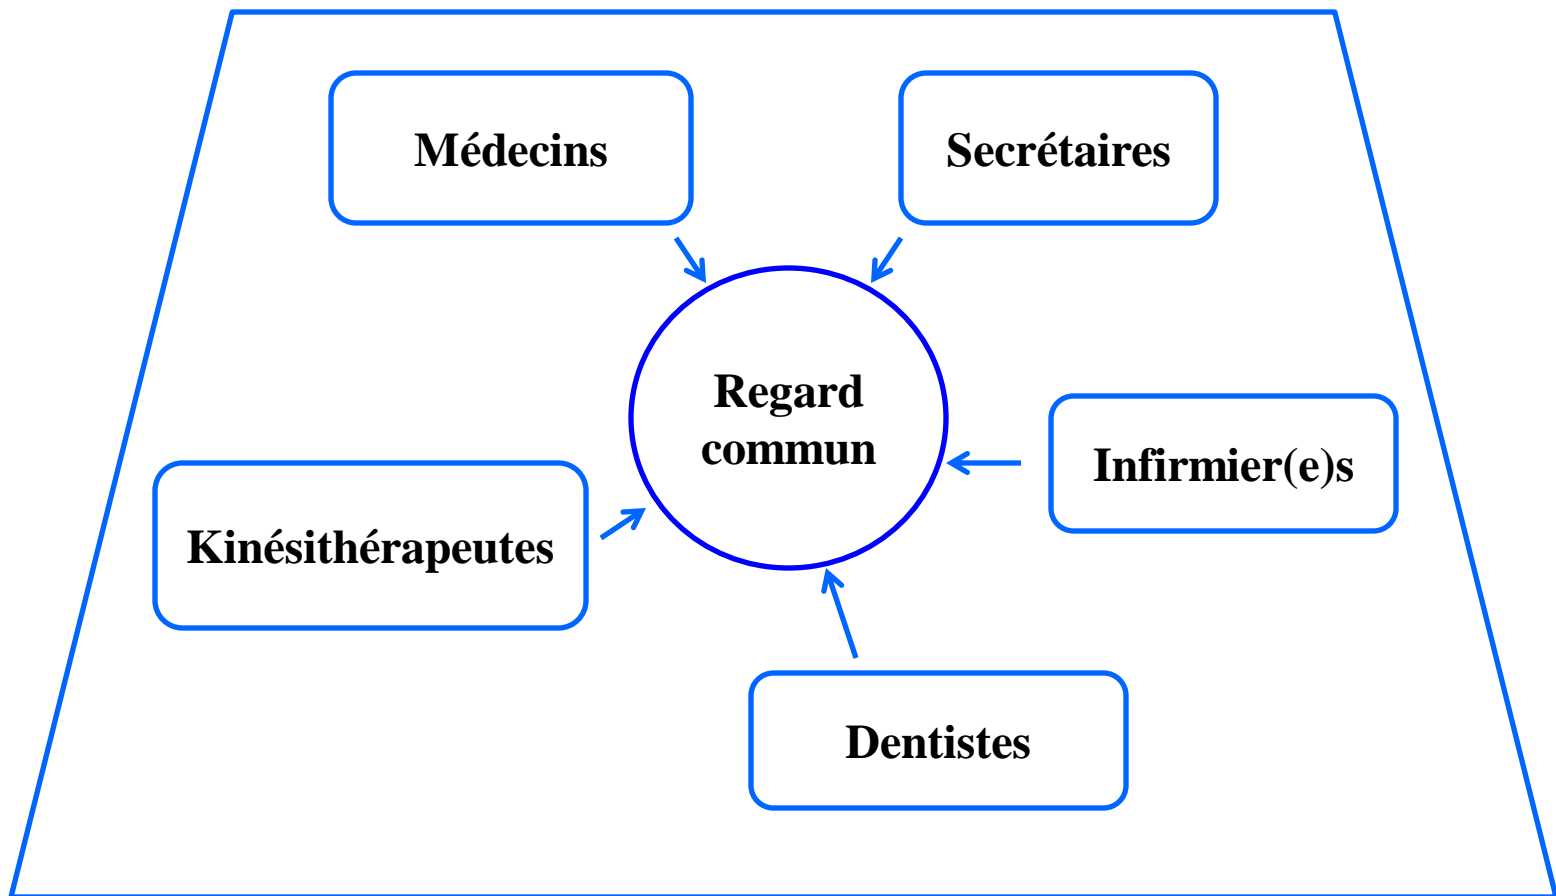 Médecins
Secrétaires
Regard
commun
Infirmier(e)s
Kinésithérapeutes
Dentistes